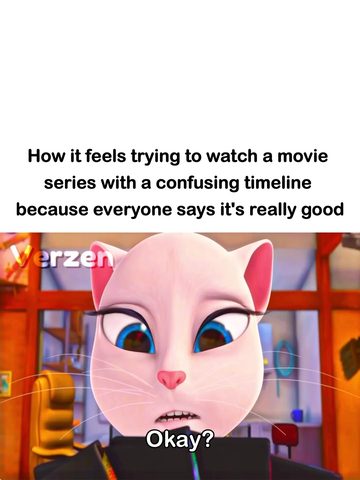 How it feels trying to watch a movie
series with a confusing timeline
because everyone says it's really good
Verzen
Okay?